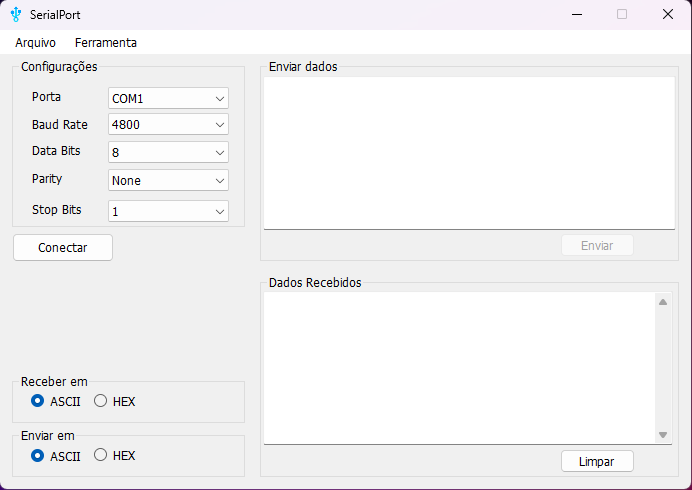 SerialPort
Arquivo Ferramenta
Configurações
Porta COM1
Baud Rate 4800
Data Bits 8
Parity None
Stop Bits 1
Conectar
Enviar dados
Enviar
Dados Recebidos
Limpar
Receber em
ASCII HEX
Enviar em
ASCII HEX